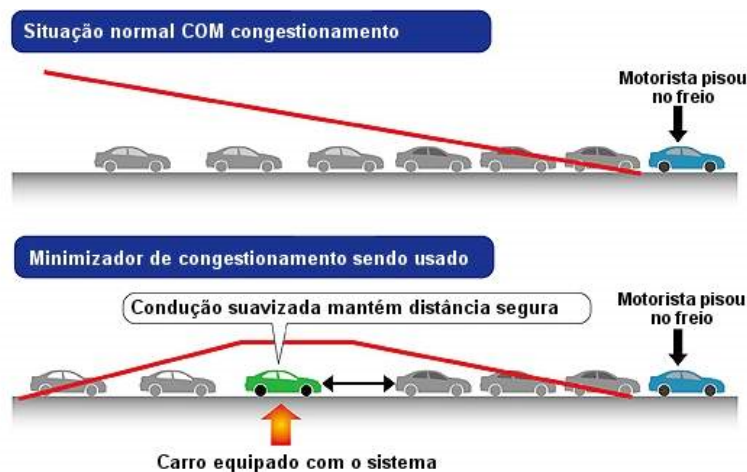 Situação normal COM congestionamento
Motorista pisou
no freio
Minimizador de congestionamento sendo usado
Condução suavizada mantém distância segura
Motorista pisou
no freio
Carro equipado com o sistema